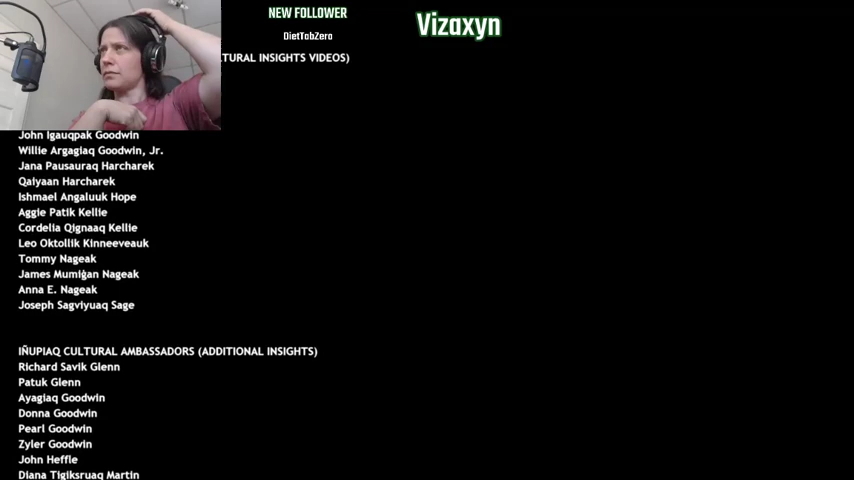 NEW FOLLOWER
DietTabZero
Vizaxyn
TURAL INSIGHTS VIDEOS)
John Igauqpak Goodwin
Willie Argagiaq Goodwin, Jr.
Jana Pausauraq Harcharek
Qaiyaan Harcharek
Ishmael Angaluuk Hope
Aggie Patik Kellie
Cordelia Qignaaq Kellie
Leo Oktollik Kinneeveauk
Tommy Nageak
James Mumiġan Nageak
Anna E. Nageak
Joseph Sagviyuaq Sage
IÑUPIAQ CULTURAL AMBASSADORS (ADDITIONAL INSIGHTS)
Richard Savik Glenn
Patuk Glenn
Ayagiaq Goodwin
Donna Goodwin
Pearl Goodwin
Zyler Goodwin
John Heffle
Diana Tigiksruaq Martin